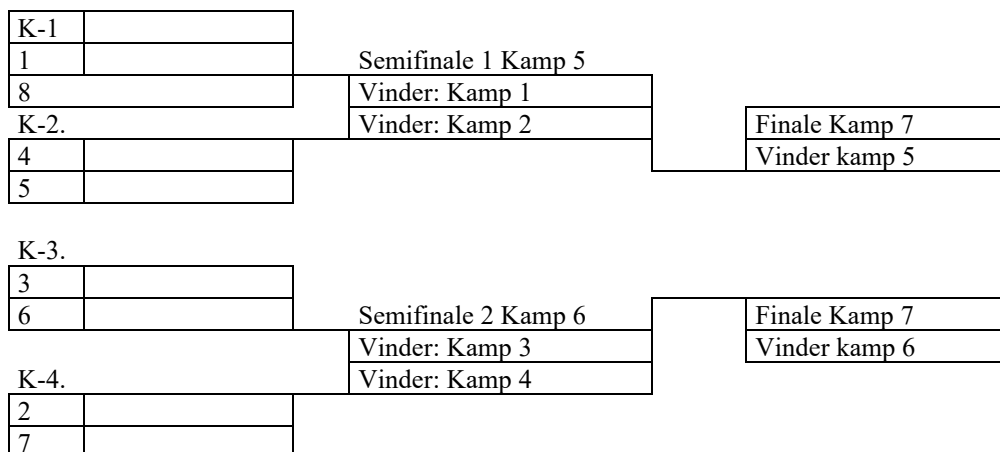 K-1
1
Semifinale 1 Kamp 5
8
Vinder: Kamp 1
K-2.
Vinder: Kamp 2
Finale Kamp 7
4
Vinder kamp 5
5
K-3.
3
6
Semifinale 2 Kamp 6
Finale Kamp 7
Vinder: Kamp 3
Vinder kamp 6
K-4.
Vinder: Kamp 4
2
7